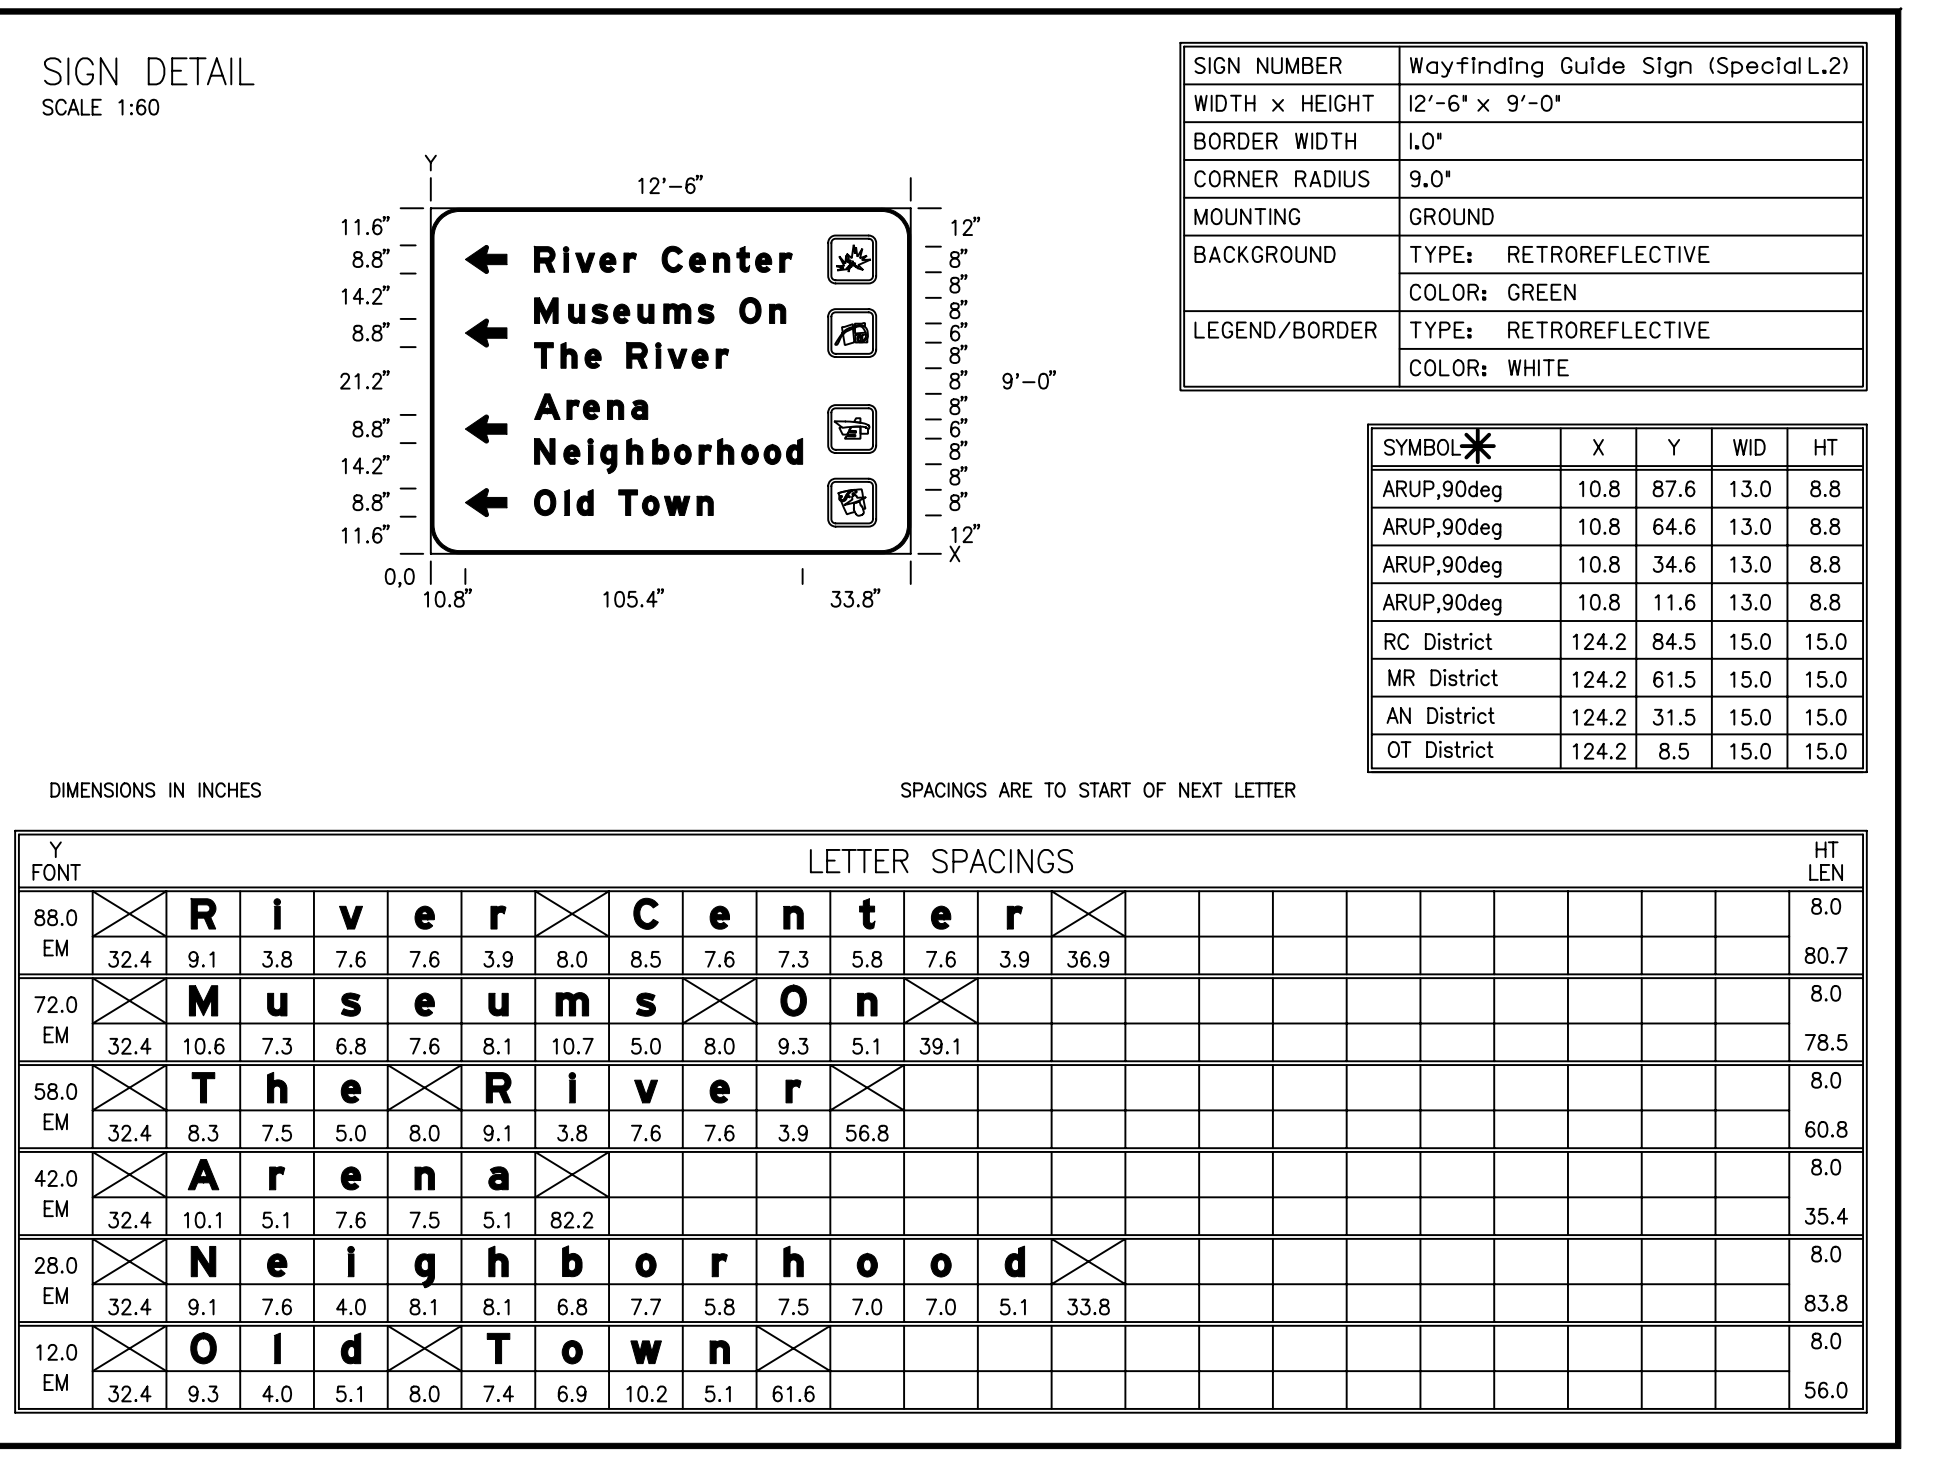 SIGN DETAIL
SCALE 1:60
SIGN NUMBER Wayfinding Guide Sign (Special L.2)
WIDTH x HEIGHT 12'-6" x 9'-0"
BORDER WIDTH 1.0"
CORNER RADIUS 9.0"
MOUNTING GROUND
BACKGROUND TYPE: RETROREFLECTIVE
COLOR: GREEN
LEGEND/BORDER TYPE: RETROREFLECTIVE
COLOR: WHITE
Y
12'-6"
11.6"
8.8"
14.2"
8.8"
21.2"
8.8"
14.2"
8.8"
11.6"
River Center
Museums On
The River
Arena
Neighborhood
Old Town
12"
8"
8"
8"
6"
8"
8"
8"
6"
8"
8"
8"
12"
X
9'-0"
0,0
10.8" 105.4" 33.8"
SYMBOL X Y WID HT
ARUP,90deg 10.8 87.6 13.0 8.8
ARUP,90deg 10.8 64.6 13.0 8.8
ARUP,90deg 10.8 34.6 13.0 8.8
ARUP,90deg 10.8 11.6 13.0 8.8
RC District 124.2 84.5 15.0 15.0
MR District 124.2 61.5 15.0 15.0
AN District 124.2 31.5 15.0 15.0
OT District 124.2 8.5 15.0 15.0
DIMENSIONS IN INCHES SPACINGS ARE TO START OF NEXT LETTER
Y FONT LETTER SPACINGS HT LEN
88.0 R i v e r C e n t e r 8.0
EM 32.4 9.1 3.8 7.6 7.6 3.9 8.0 8.5 7.6 7.3 5.8 7.6 3.9 36.9 80.7
72.0 M u s e u m s O n 8.0
EM 32.4 10.6 7.3 6.8 7.6 8.1 10.7 5.0 8.0 9.3 5.1 39.1 78.5
58.0 T h e R i v e r 8.0
EM 32.4 8.3 7.5 5.0 8.0 9.1 3.8 7.6 7.6 3.9 56.8 60.8
42.0 A r e n a 8.0
EM 32.4 10.1 5.1 7.6 7.5 5.1 82.2 35.4
28.0 N e i g h b o r h o o d 8.0
EM 32.4 9.1 7.6 4.0 8.1 8.1 6.8 7.7 5.8 7.5 7.0 7.0 5.1 33.8 83.8
12.0 O l d T o w n 8.0
EM 32.4 9.3 4.0 5.1 8.0 7.4 6.9 10.2 5.1 61.6 56.0